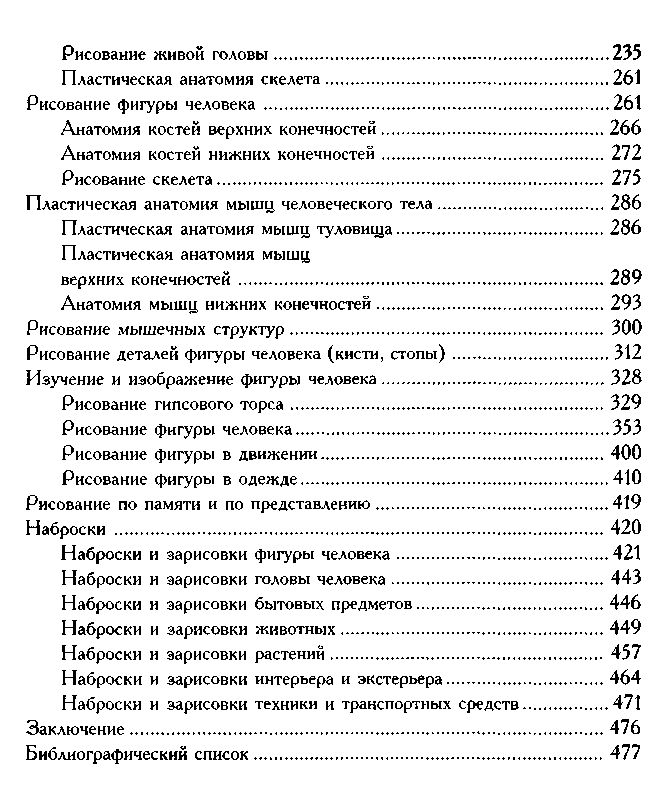 Рисование живой головы ........ 235
Пластическая анатомия скелета ........ 261
Рисование фигуры человека ........ 261
Анатомия костей верхних конечностей ........ 266
Анатомия костей нижних конечностей ........ 272
Рисование скелета ........ 275
Пластическая анатомия мышц человеческого тела ........ 286
Пластическая анатомия мышц туловища ........ 286
Пластическая анатомия мышц
верхних конечностей ........ 289
Анатомия мышц нижних конечностей ........ 293
Рисование мышечных структур ........ 300
Рисование деталей фигуры человека (кисти, стопы) ........ 312
Изучение и изображение фигуры человека ........ 328
Рисование гипсового торса ........ 329
Рисование фигуры человека ........ 353
Рисование фигуры в движении ........ 400
Рисование фигуры в одежде ........ 410
Рисование по памяти и по представлению ........ 419
Наброски ........ 420
Наброски и зарисовки фигуры человека ........ 421
Наброски и зарисовки головы человека ........ 443
Наброски и зарисовки бытовых предметов ........ 446
Наброски и зарисовки животных ........ 449
Наброски и зарисовки растений ........ 457
Наброски и зарисовки интерьера и экстерьера ........ 464
Наброски и зарисовки техники и транспортных средств ........ 471
Заключение ........ 476
Библиографический список ........ 477